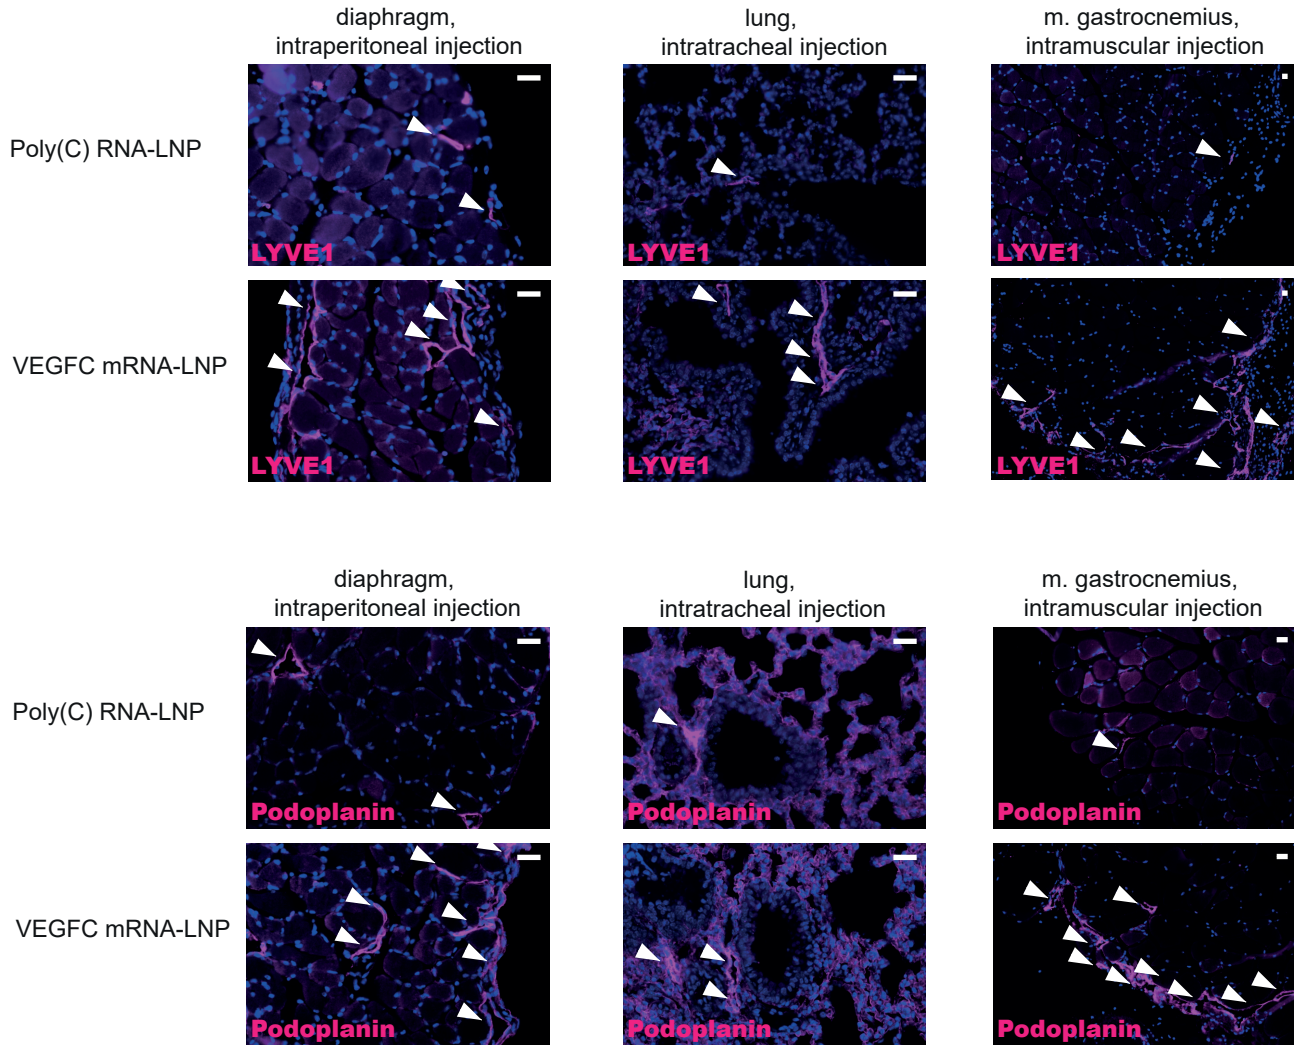 diaphragm,
intraperitoneal injection
lung,
intratracheal injection
m. gastrocnemius,
intramuscular injection
Poly(C) RNA-LNP
LYVE1
LYVE1
LYVE1
VEGFC mRNA-LNP
LYVE1
LYVE1
LYVE1
diaphragm,
intraperitoneal injection
lung,
intratracheal injection
m. gastrocnemius,
intramuscular injection
Poly(C) RNA-LNP
Podoplanin
Podoplanin
Podoplanin
VEGFC mRNA-LNP
Podoplanin
Podoplanin
Podoplanin